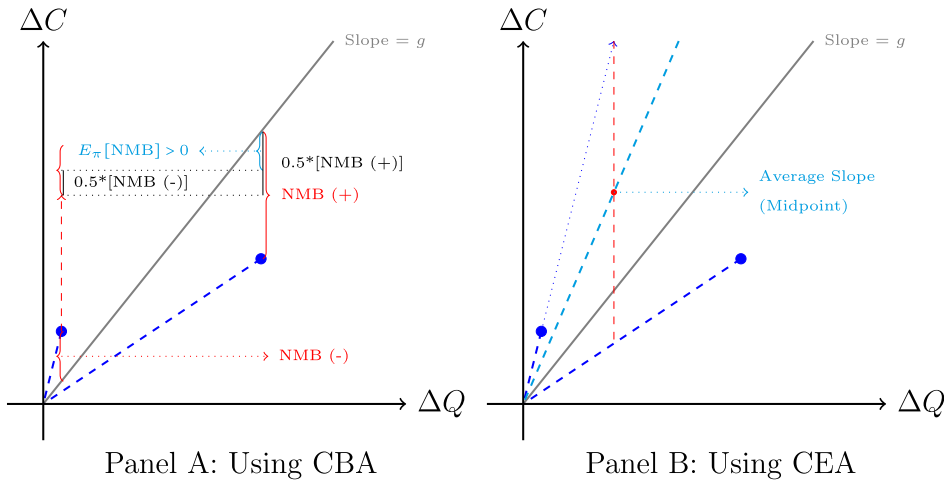 ΔC
Slope = g
E_π[NMB] > 0
0.5*[NMB (+)]
0.5*[NMB (-)]
NMB (+)
NMB (-)
ΔQ
Panel A: Using CBA
ΔC
Slope = g
Average Slope
(Midpoint)
ΔQ
Panel B: Using CEA